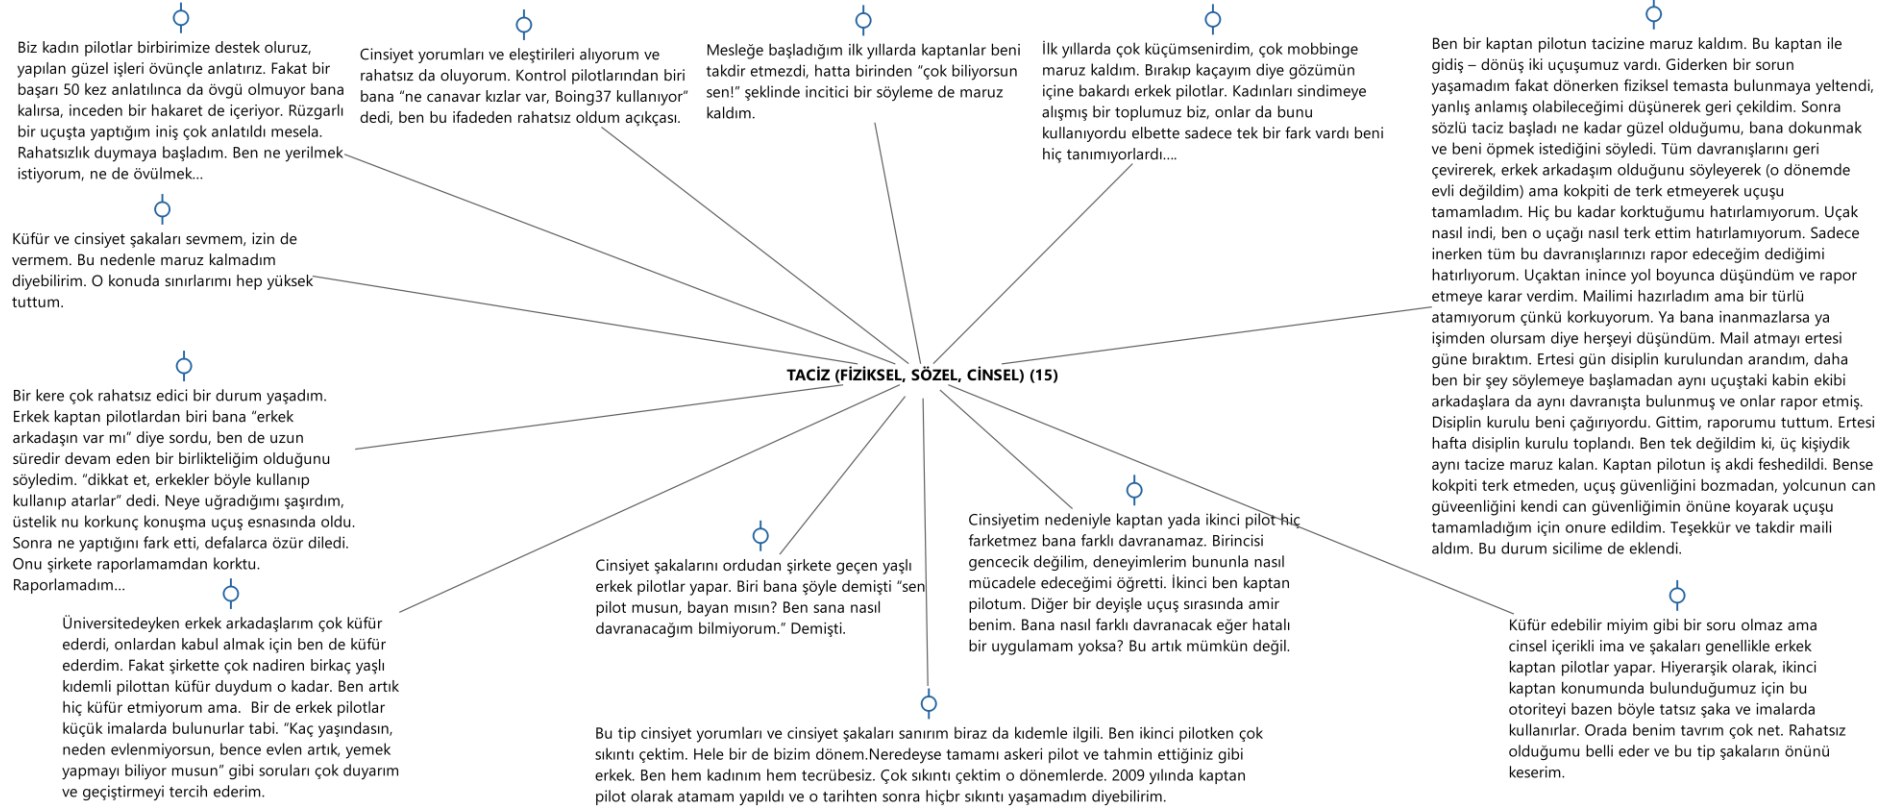 Biz kadın pilotlar birbirimize destek oluruz,
yapılan güzel işleri övünçle anlatırız. Fakat bir
başarı 50 kez anlatılınca da övgü olmuyor bana
kalırsa, inceden bir hakaret de içeriyor. Rüzgarlı
bir uçuşta yaptığım iniş çok anlatıldı mesela.
Rahatsızlık duymaya başladım. Ben ne yerilmek
istiyorum, ne de övülmek...
Cinsiyet yorumları ve eleştirileri alıyorum ve
rahatsız da oluyorum. Kontrol pilotlarından biri
bana “ne canavar kızlar var, Boing37 kullanıyor“
dedi, ben bu ifadeden rahatsız oldum açıkçası.
Mesleğe başladığım ilk yıllarda kaptanlar beni
takdir etmezdi, hatta birinden “çok biliyorsun
sen!” şeklinde incitici bir söyleme de maruz
kaldım.
İlk yıllarda çok küçümsenirdim, çok mobbinge
maruz kaldım. Bırakıp kaçayım diye gözümün
içine bakardı erkek pilotlar. Kadınları sindimeye
alışmış bir toplumuz biz, onlar da bunu
kullanıyordu elbette sadece tek bir fark vardı beni
hiç tanımıyorlardı....
Ben bir kaptan pilotun tacizine maruz kaldım. Bu kaptan ile
gidiş – dönüş iki uçuşumuz vardı. Giderken bir sorun
yaşamadım fakat dönerken fiziksel temasta bulunmaya yeltendi,
yanlış anlamış olabileceğimi düşünerek geri çekildim. Sonra
sözlü taciz başladı ne kadar güzel olduğumu, bana dokunmak
ve beni öpmek istediğini söyledi. Tüm davranışlarını geri
çevirerek, erkek arkadaşım olduğunu söyleyerek (o dönemde
evli değildim) ama kokpiti de terk etmeyerek uçuşu
tamamladım. Hiç bu kadar korktuğumu hatırlamıyorum. Uçak
nasıl indi, ben o uçağı nasıl terk ettim hatırlamıyorum. Sadece
inerken tüm bu davranışlarınızı rapor edeceğim dediğimi
hatırlıyorum. Uçaktan inince yol boyunca düşündüm ve rapor
etmeye karar verdim. Mailimi hazırladım ama bir türlü
atamıyorum çünkü korkuyorum. Ya bana inanmazlarsa ya
işimden olursam diye herşeyi düşündüm. Mail atmayı ertesi
güne bıraktım. Ertesi gün disiplin kurulundan arandım, daha
ben bir şey söylemeye başlamadan aynı uçuştaki kabin ekibi
arkadaşlara da aynı davranışta bulunmuş ve onlar rapor etmiş.
Disiplin kurulu beni çağırıyordu. Gittim, raporumu tuttum. Ertesi
hafta disiplin kurulu toplandı. Ben tek değildim ki, üç kişiydik
aynı tacize maruz kalan. Kaptan pilotun iş akdi feshedildi. Bense
kokpiti terk etmeden, uçuş güvenliğini bozmadan, yolcunun can
güveenliğini kendi can güvenliğimin önüne koyarak uçuşu
tamamladığım için onure edildim. Teşekkür ve takdir maili
aldım. Bu durum sicilime de eklendi.
Küfür ve cinsiyet şakaları sevmem, izin de
vermem. Bu nedenle maruz kalmadım
diyebilirim. O konuda sınırlarımı hep yüksek
tuttum.
TACİZ (FİZİKSEL, SÖZEL, CİNSEL) (15)
Bir kere çok rahatsız edici bir durum yaşadım.
Erkek kaptan pilotlardan biri bana “erkek
arkadaşın var mı” diye sordu, ben de uzun
süredir devam eden bir birlikteliğim olduğunu
söyledim. “dikkat et, erkekler böyle kullanıp
kullanıp atarlar” dedi. Neye uğradığımı şaşırdım,
üstelik nu korkunç konuşma uçuş esnasında oldu.
Sonra ne yaptığını fark etti, defalarca özür diledi.
Onu şirkete raporlamamdan korktu.
Raporlamadım...
Cinsiyetim nedeniyle kaptan yada ikinci pilot hiç
farketmez bana farklı davranamaz. Birincisi
gencecik değilim, deneyimlerim bununla nasıl
mücadele edeceğimi öğretti. İkinci ben kaptan
pilotum. Diğer bir deyişle uçuş sırasında amir
benim. Bana nasıl farklı davranacak eğer hatalı
bir uygulamam yoksa? Bu artık mümkün değil.
Cinsiyet şakalarını ordudan şirkete geçen yaşlı
erkek pilotlar yapar. Biri bana şöyle demişti “sen
pilot musun, bayan mısın? Ben sana nasıl
davranacağım bilmiyorum.” Demişti.
Üniversitedeyken erkek arkadaşlarım çok küfür
ederdi, onlardan kabul almak için ben de küfür
ederdim. Fakat şirkette çok nadiren birkaç yaşlı
kıdemli pilottan küfür duydum o kadar. Ben artık
hiç küfür etmiyorum ama.  Bir de erkek pilotlar
küçük imalarda bulunurlar tabi. “Kaç yaşındasın,
neden evlenmiyorsun, bence evlen artık, yemek
yapmayı biliyor musun” gibi soruları çok duyarım
ve geçiştirmeyi tercih ederim.
Küfür edebilir miyim gibi bir soru olmaz ama
cinsel içerikli ima ve şakaları genellikle erkek
kaptan pilotlar yapar. Hiyerarşik olarak, ikinci
kaptan konumunda bulunduğumuz için bu
otoriteyi bazen böyle tatsız şaka ve imalarda
kullanırlar. Orada benim tavrım çok net. Rahatsız
olduğumu belli eder ve bu tip şakaların önünü
keserim.
Bu tip cinsiyet yorumları ve cinsiyet şakaları sanırım biraz da kıdemle ilgili. Ben ikinci pilotken çok
sıkıntı çektim. Hele bir de bizim dönem.Neredeyse tamamı askeri pilot ve tahmin ettiğiniz gibi
erkek. Ben hem kadınım hem tecrübesiz. Çok sıkıntı çektim o dönemlerde. 2009 yılında kaptan
pilot olarak atamam yapıldı ve o tarihten sonra hiçbr sıkıntı yaşamadım diyebilirim.